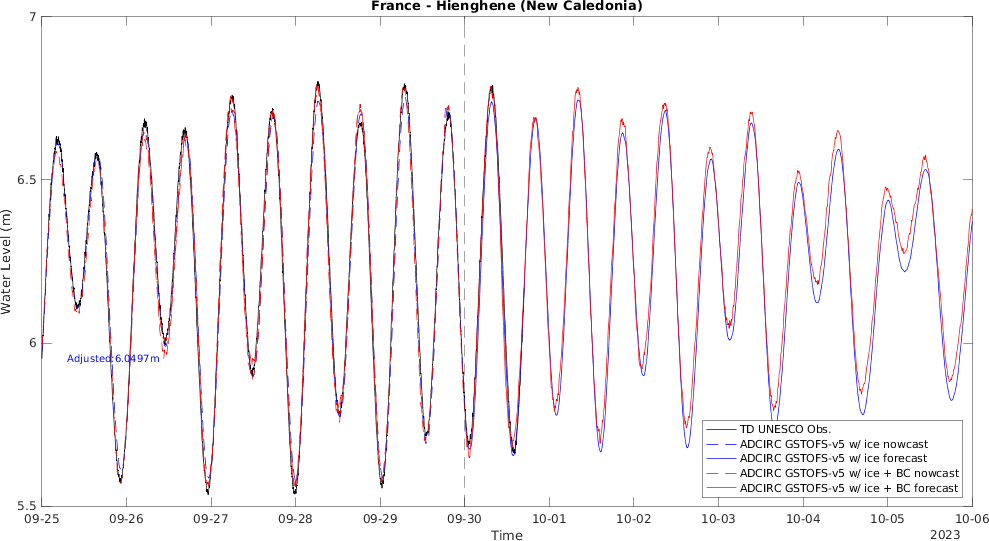 France - Hienghene (New Caledonia)
7
6.5
6
5.5
Water Level (m)
Adjusted:6.0497m
TD UNESCO Obs.
ADCIRC GSTOFS-v5 w/ ice nowcast
ADCIRC GSTOFS-v5 w/ ice forecast
ADCIRC GSTOFS-v5 w/ ice + BC nowcast
ADCIRC GSTOFS-v5 w/ ice + BC forecast
09-25 09-26 09-27 09-28 09-29 09-30 10-01 10-02 10-03 10-04 10-05 10-06
Time
2023